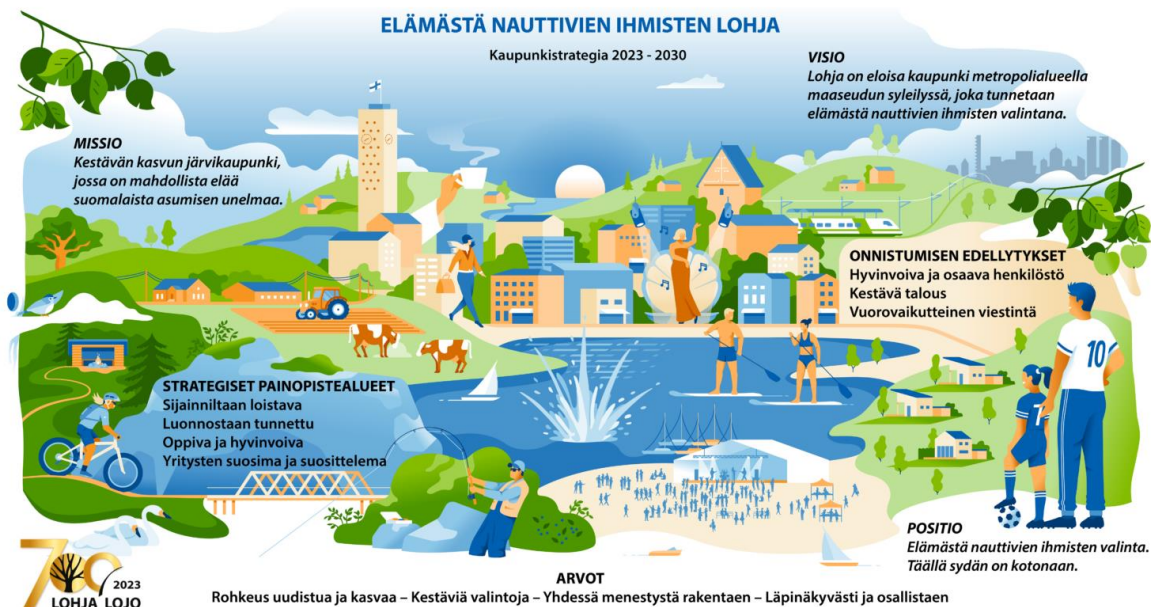 ELÄMÄSTÄ NAUTTIVIEN IHMISTEN LOHJA
Kaupunkistrategia 2023 - 2030
VISIO
Lohja on eloisa kaupunki metropolialueella
maaseudun syleilyssä, joka tunnetaan
elämästä nauttivien ihmisten valintana.
MISSIO
Kestävän kasvun järvikaupunki,
jossa on mahdollista elää
suomalaista asumisen unelmaa.
ONNISTUMISEN EDELLYTYKSET
Hyvinvoiva ja osaava henkilöstö
Kestävä talous
Vuorovaikutteinen viestintä
10
7
STRATEGISET PAINOPISTEALUEET
Sijainniltaan loistava
Luonnostaan tunnettu
Oppiva ja hyvinvoiva
Yritysten suosima ja suosittelema
POSITIO
Elämästä nauttivien ihmisten valinta.
Täällä sydän on kotonaan.
700
2023
LOHJA LOJO
ARVOT
Rohkeus uudistua ja kasvaa – Kestäviä valintoja – Yhdessä menestystä rakentaen – Läpinäkyvästi ja osallistaen